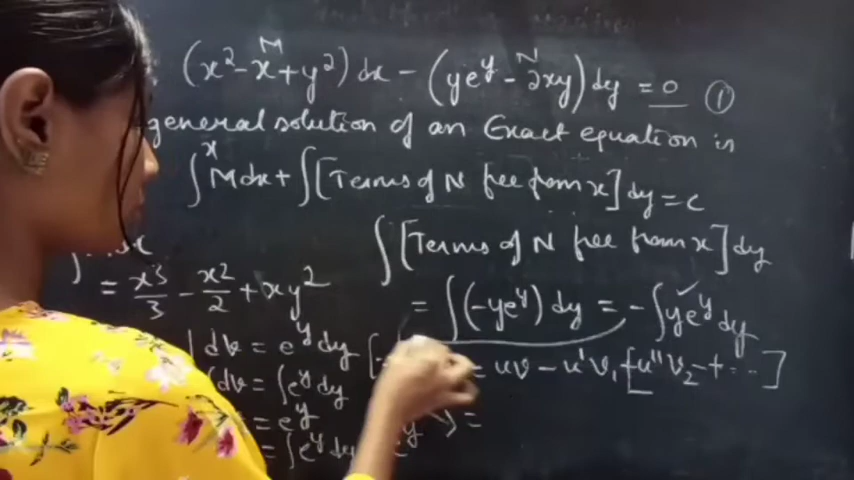 (x² - x + y²) dx - (ye^y - 2xy) dy = 0 ①
M N
general solution of an Exact equation is
∫^x M dx + ∫ [Terms of N free from x] dy = c
∫ [Terms of N free from x] dy
= x³/3 - x²/2 + xy²
= ∫ (-ye^y) dy = - ∫ ye^y dy
dv = e^y dy
= uv - u'v₁ + u''v₂ - + ... ]
∫dv = ∫e^y dy
= e^y
= ∫e^y dy